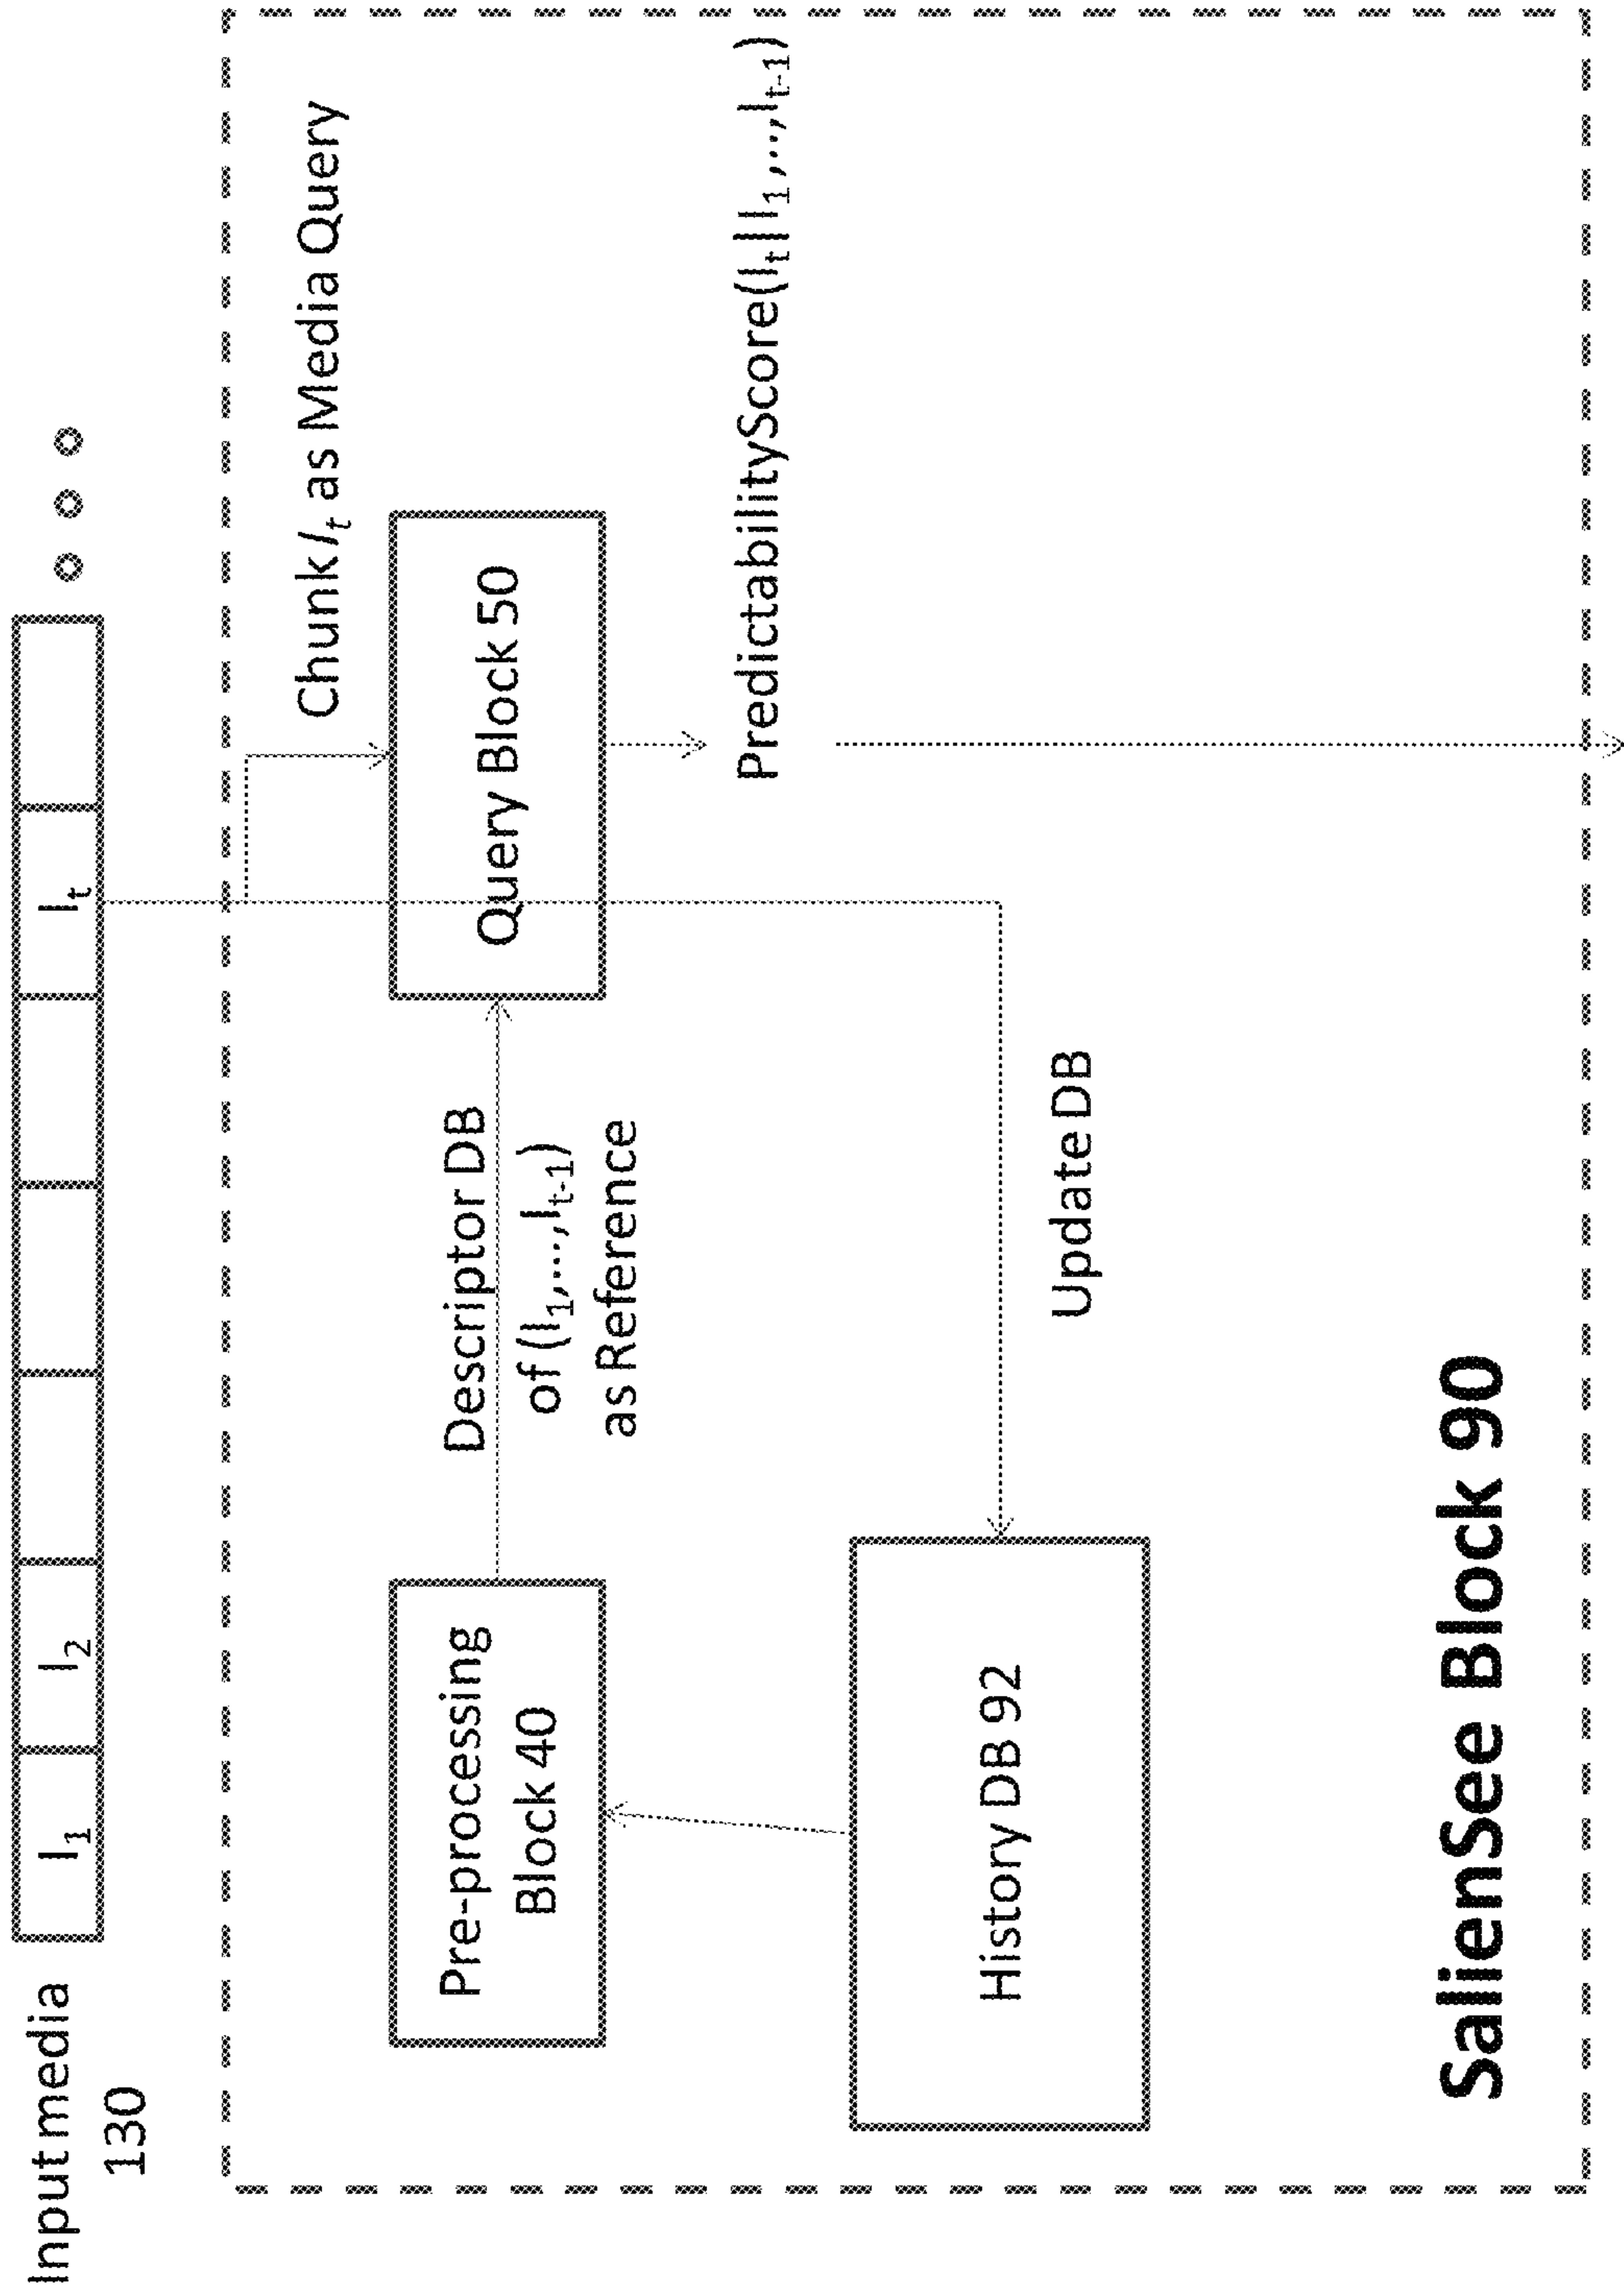 Input media
130
I₁
I₂
Iₜ
Chunk Iₜ as Media Query
Pre-processing
Block 40
Descriptor DB
of (I₁,...,Iₜ₋₁)
as Reference
Query Block 50
PredictabilityScore(Iₜ|I₁,...,Iₜ₋₁)
History DB 92
Update DB
SalienSee Block 90